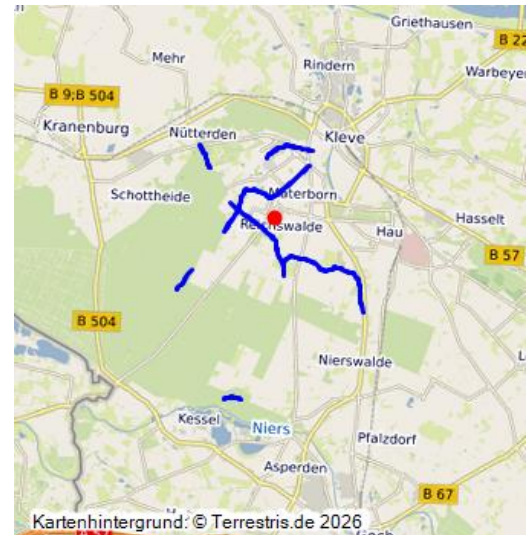 Griethausen
B 22
Mehr
Rindern
Warbeye
B 9;B 504
Kranenburg
Nütterden
Kleve
Schottheide
Materborn
Hasselt
Reichswalde
Hau
B 57
B 504
Nierswalde
Kessel
Niers
Pfalzdorf
Asperden
B 67
Kartenhintergrund: © Terrestris.de 2026